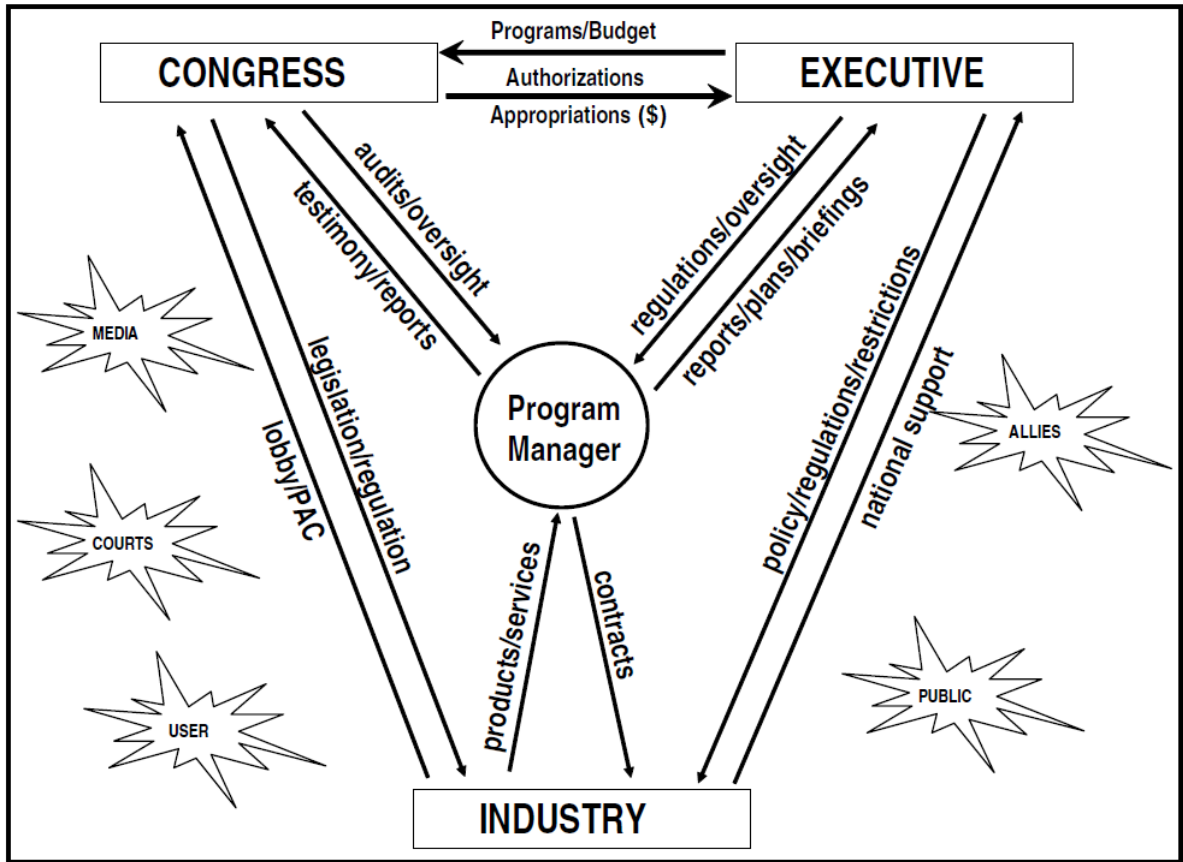 Programs/Budget
CONGRESS
EXECUTIVE
Authorizations
Appropriations ($)
audits/oversight
testimony/reports
regulations/oversight
reports/plans/briefings
legislation/regulation
lobby/PAC
policy/regulations/restrictions
national support
MEDIA
Program
Manager
ALLIES
COURTS
products/services
contracts
USER
PUBLIC
INDUSTRY